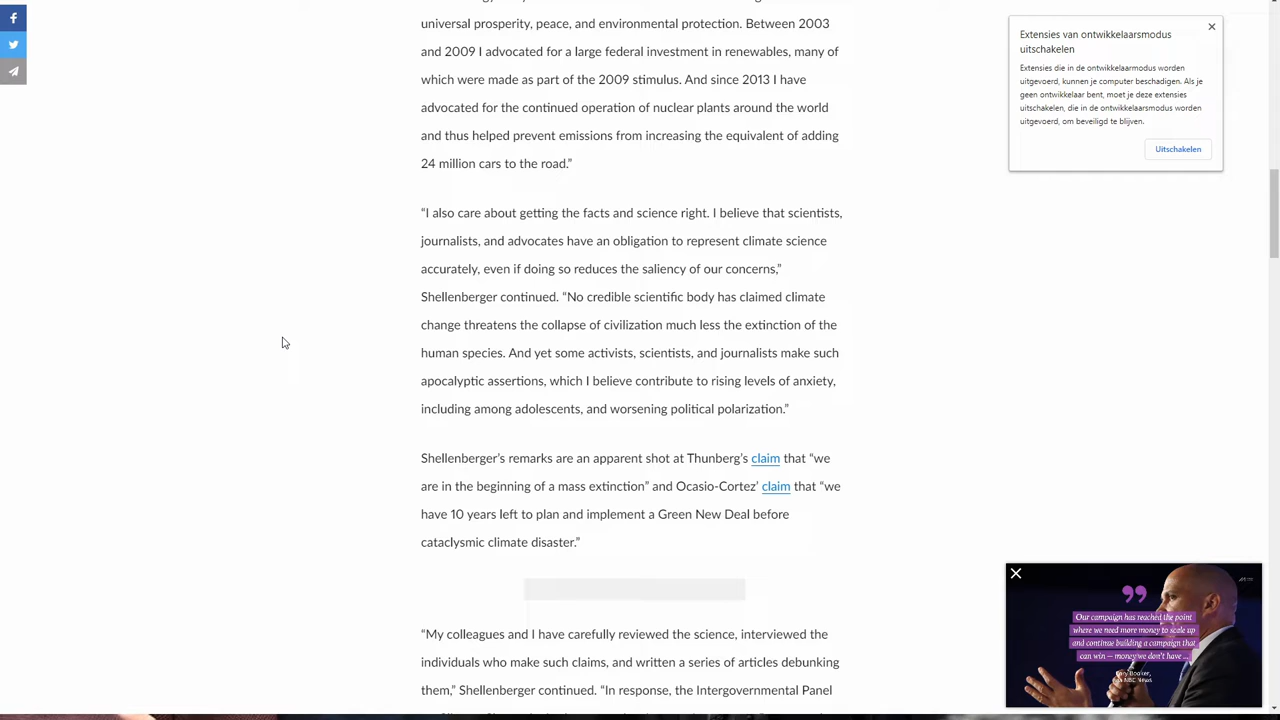 universal prosperity, peace, and environmental protection. Between 2003
and 2009 I advocated for a large federal investment in renewables, many of
which were made as part of the 2009 stimulus. And since 2013 I have
advocated for the continued operation of nuclear plants around the world
and thus helped prevent emissions from increasing the equivalent of adding
24 million cars to the road.”
“I also care about getting the facts and science right. I believe that scientists,
journalists, and advocates have an obligation to represent climate science
accurately, even if doing so reduces the saliency of our concerns,”
Shellenberger continued. “No credible scientific body has claimed climate
change threatens the collapse of civilization much less the extinction of the
human species. And yet some activists, scientists, and journalists make such
apocalyptic assertions, which I believe contribute to rising levels of anxiety,
including among adolescents, and worsening political polarization.”
Shellenberger’s remarks are an apparent shot at Thunberg’s claim that “we
are in the beginning of a mass extinction” and Ocasio-Cortez’ claim that “we
have 10 years left to plan and implement a Green New Deal before
cataclysmic climate disaster.”
“My colleagues and I have carefully reviewed the science, interviewed the
individuals who make such claims, and written a series of articles debunking
them,” Shellenberger continued. “In response, the Intergovernmental Panel
Extensies van ontwikkelaarsmodus
uitschakelen
Extensies die in de ontwikkelaarmodus worden
uitgevoerd, kunnen je computer beschadigen. Als je
geen ontwikkelaar bent, moet je deze extensies
uitschakelen, die in de ontwikkelaarsmodus worden
uitgevoerd, om beveiligd te blijven.
Uitschakelen
Our campaign has reached the point
where we need more money to scale up
and continue building a campaign that
can win — money we don't have ...
Cory Booker,
NBC News